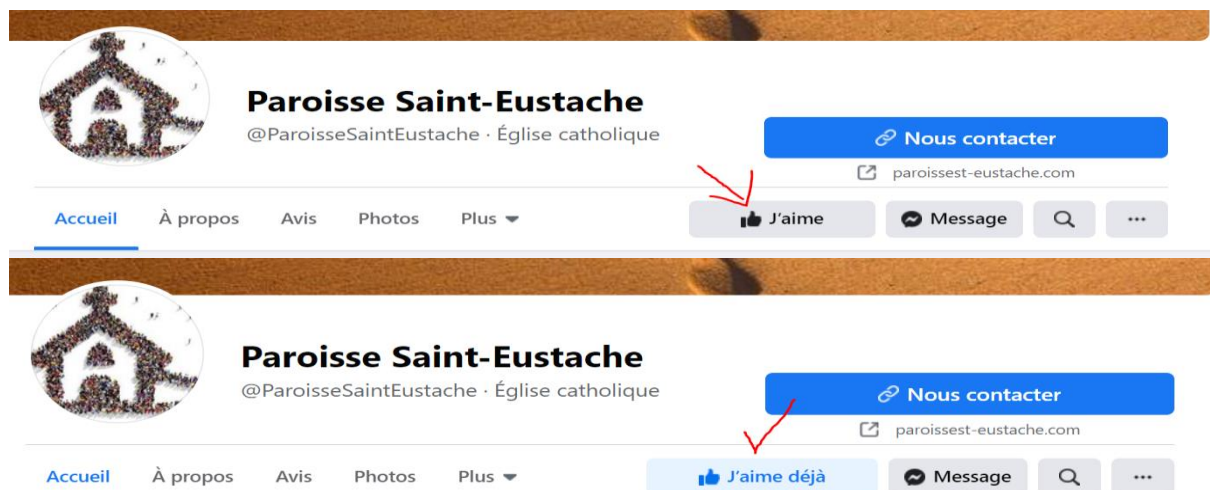 Paroisse Saint-Eustache
@ParoisseSaintEustache · Église catholique
Nous contacter
paroissest-eustache.com
Accueil À propos Avis Photos Plus J'aime Message ...
Paroisse Saint-Eustache
@ParoisseSaintEustache · Église catholique
Nous contacter
paroissest-eustache.com
Accueil À propos Avis Photos Plus J'aime déjà Message ...